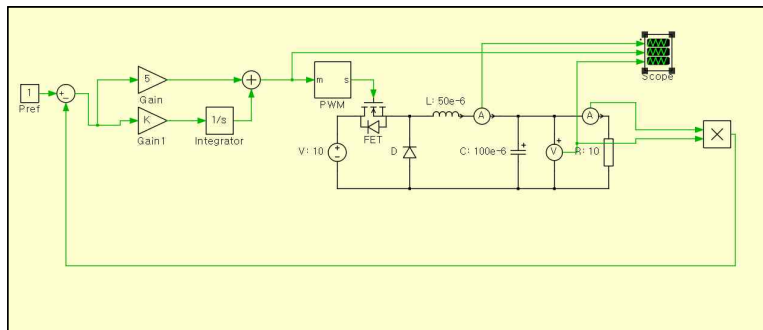 Scope
5
Gain
1
Pref
m s
PWM
L: 50e-6
A
A
K
Gain1
1/s
Integrator
FET
V: 10
D
C: 100e-6
V
R: 10